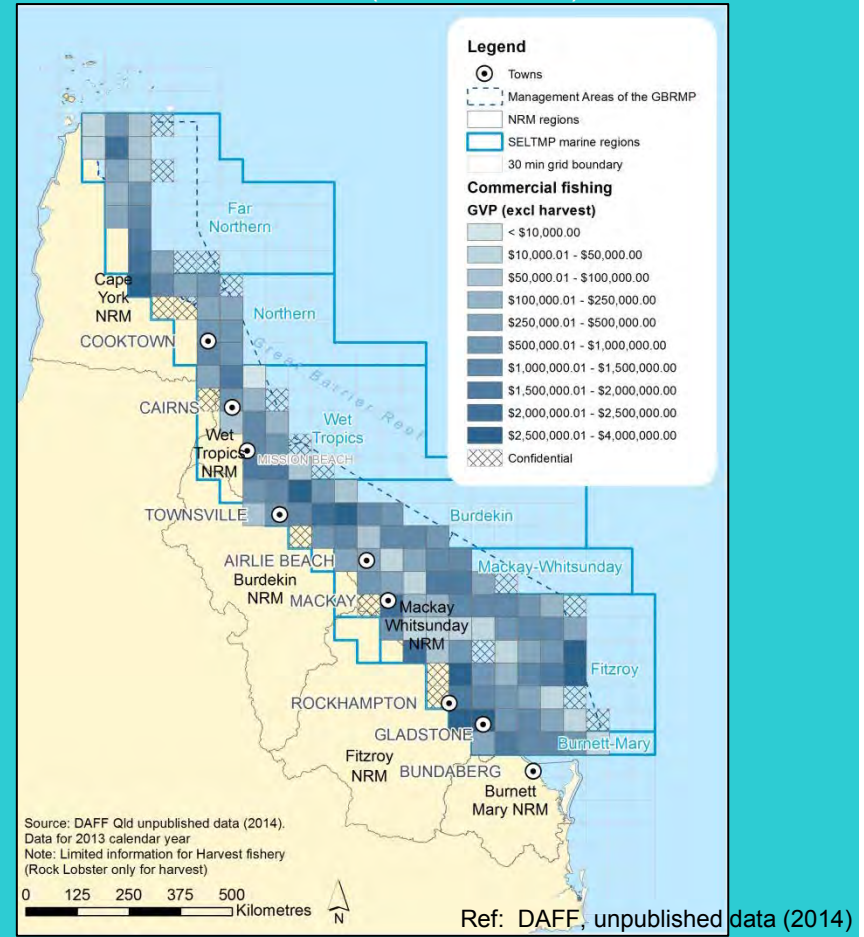 Legend
Towns
Management Areas of the GBRMP
NRM regions
SELTMP marine regions
30 min grid boundary
Commercial fishing
GVP (excl harvest)
< $10,000.00
$10,000.01 - $50,000.00
$50,000.01 - $100,000.00
$100,000.01 - $250,000.00
$250,000.01 - $500,000.00
$500,000.01 - $1,000,000.00
$1,000,000.01 - $1,500,000.00
$1,500,000.01 - $2,000,000.00
$2,000,000.01 - $2,500,000.00
$2,500,000.01 - $4,000,000.00
Confidential
Far
Northern
Cape
York
NRM
Northern
COOKTOWN
Great Barrier Reef
CAIRNS
Wet
Tropics
Wet
Tropics
NRM
MISSION BEACH
TOWNSVILLE
Burdekin
AIRLIE BEACH
Mackay-Whitsunday
Burdekin
NRM
MACKAY
Mackay
Whitsunday
NRM
Fitzroy
ROCKHAMPTON
GLADSTONE
Burnett-Mary
Fitzroy
NRM
BUNDABERG
Burnett
Mary NRM
Source: DAFF Qld unpublished data (2014).
Data for 2013 calendar year
Note: Limited information for Harvest fishery
(Rock Lobster only for harvest)
0 125 250 375 500
Kilometres
N
Ref: DAFF, unpublished data (2014)